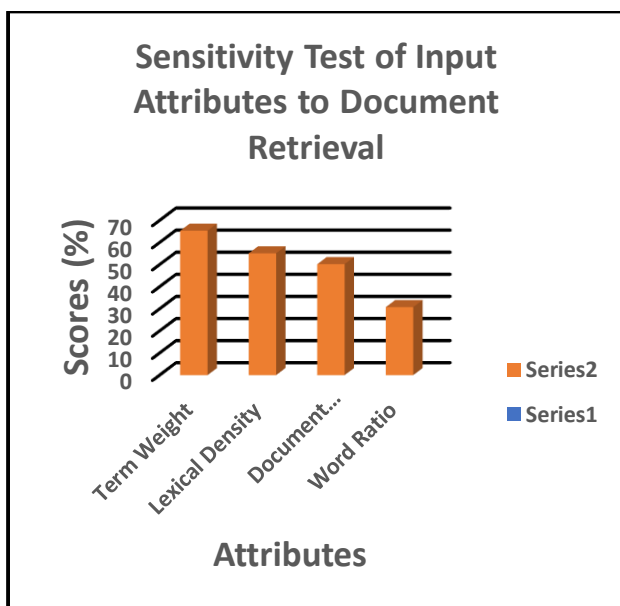 Sensitivity Test of Input
Attributes to Document
Retrieval
Scores (%)
70
60
50
40
30
20
10
0
Term Weight
Lexical Density
Document...
Word Ratio
Series2
Series1
Attributes